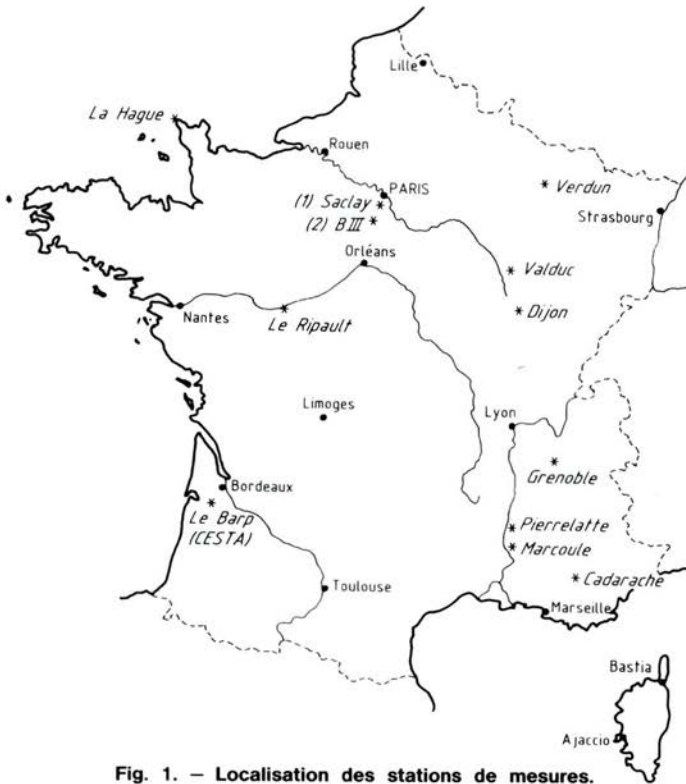 Lille
La Hague
Rouen
PARIS
Verdun
(1) Saclay
(2) B III
Strasbourg
Orléans
Valduc
Nantes
Le Ripault
Dijon
Limoges
Lyon
Grenoble
Bordeaux
Le Barp
(CESTA)
Pierrelatte
Marcoule
Toulouse
Cadarache
Marseille
Bastia
Ajaccio
Fig. 1. — Localisation des stations de mesures.